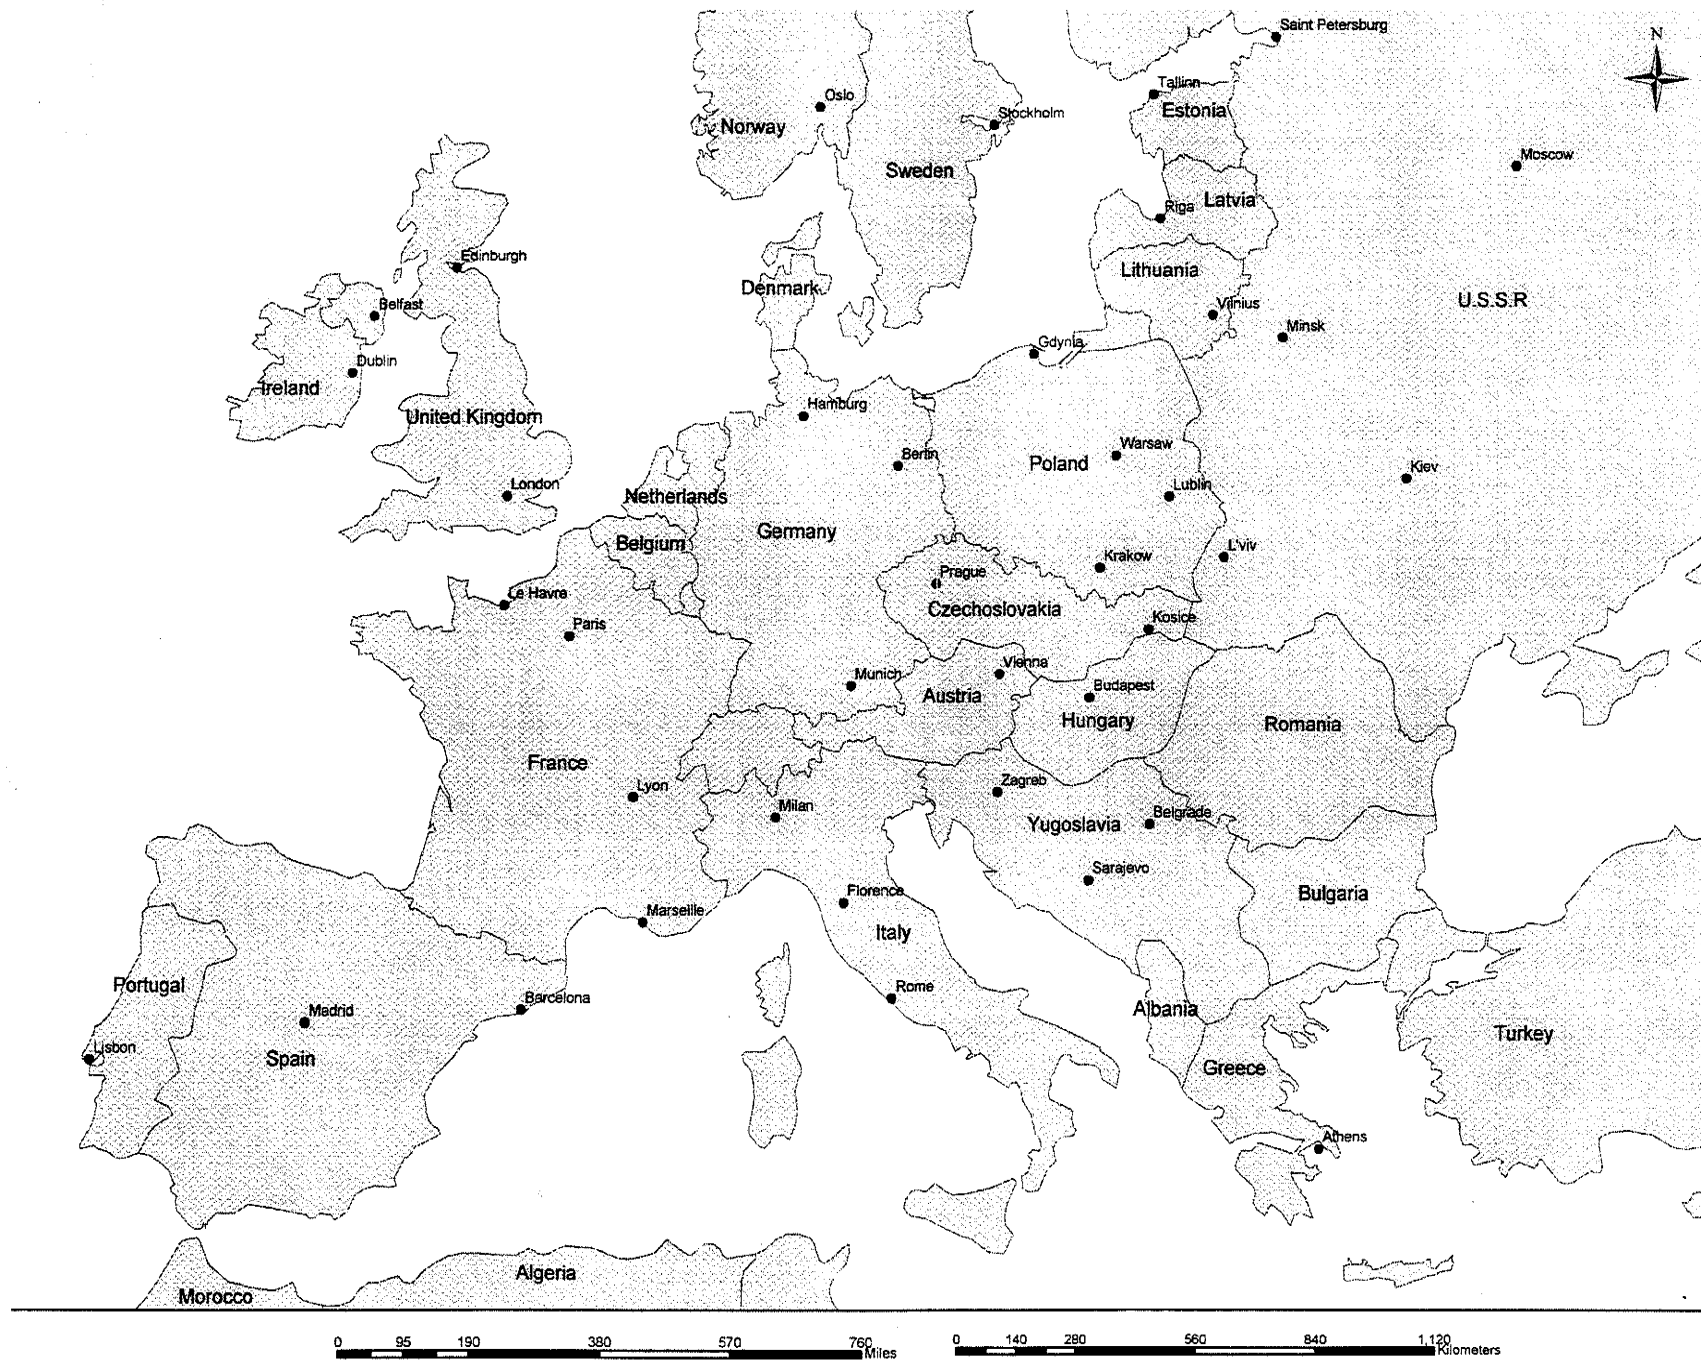 Saint Petersburg
N
Tallinn
Oslo
Estonia
Stockholm
Norway
Moscow
Sweden
Latvia
Riga
Edinburgh
Lithuania
Denmark
U.S.S.R
Belfast
Vilnius
Minsk
Gdynia
Dublin
Ireland
Hamburg
United Kingdom
Warsaw
Berlin
Poland
Kiev
London
Lublin
Netherlands
Germany
Belgium
L'viv
Krakow
Prague
Le Havre
Czechoslovakia
Kosice
Paris
Vienna
Munich
Budapest
Austria
Hungary
Romania
France
Zagreb
Lyon
Milan
Belgrade
Yugoslavia
Sarajevo
Florence
Bulgaria
Marseille
Italy
Portugal
Rome
Barcelona
Madrid
Albania
Turkey
Lisbon
Spain
Greece
Athens
Algeria
Morocco
0 95 190 380 570 760 Miles
0 140 280 560 840 1,120 Kilometers